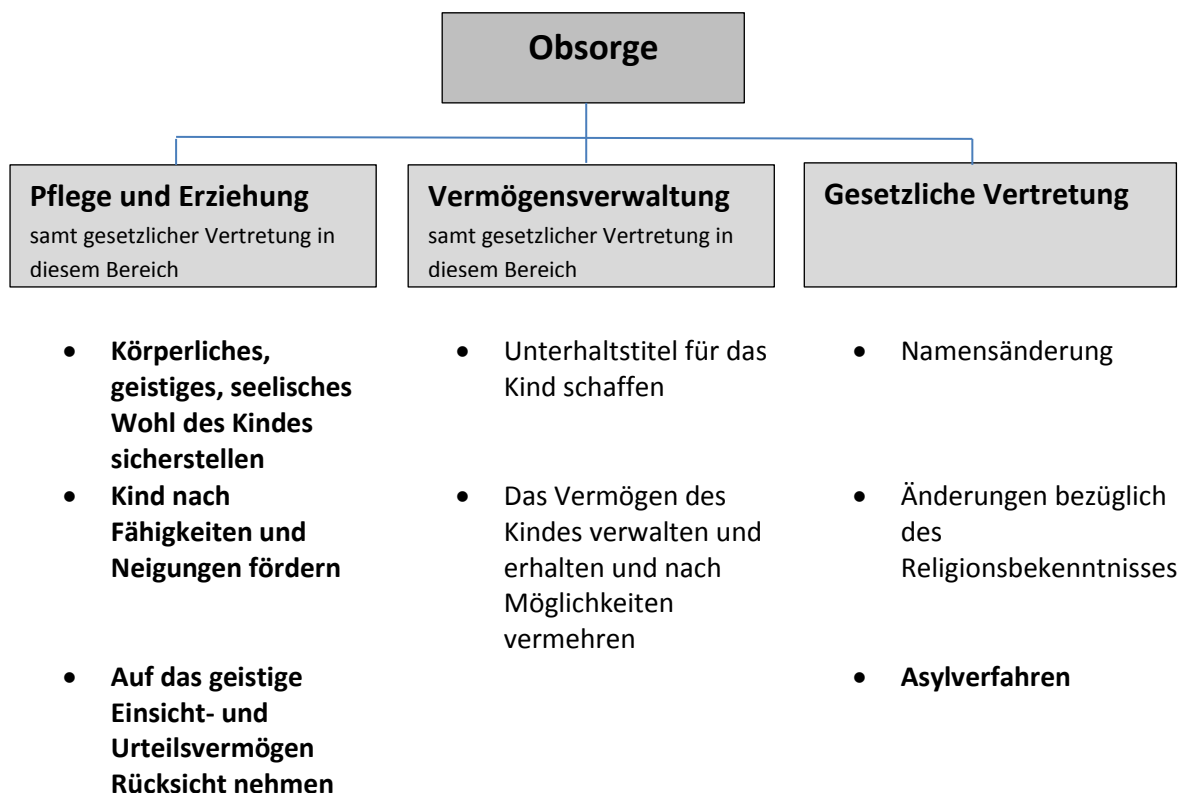 Obsorge
Pflege und Erziehung
samt gesetzlicher Vertretung in
diesem Bereich
Vermögensverwaltung
samt gesetzlicher Vertretung in
diesem Bereich
Gesetzliche Vertretung
• Körperliches,
geistiges, seelisches
Wohl des Kindes
sicherstellen
• Kind nach
Fähigkeiten und
Neigungen fördern
• Auf das geistige
Einsicht- und
Urteilsvermögen
Rücksicht nehmen
• Unterhaltstitel für das
Kind schaffen
• Das Vermögen des
Kindes verwalten und
erhalten und nach
Möglichkeiten
vermehren
• Namensänderung
• Änderungen bezüglich
des
Religionsbekenntnisses
• Asylverfahren